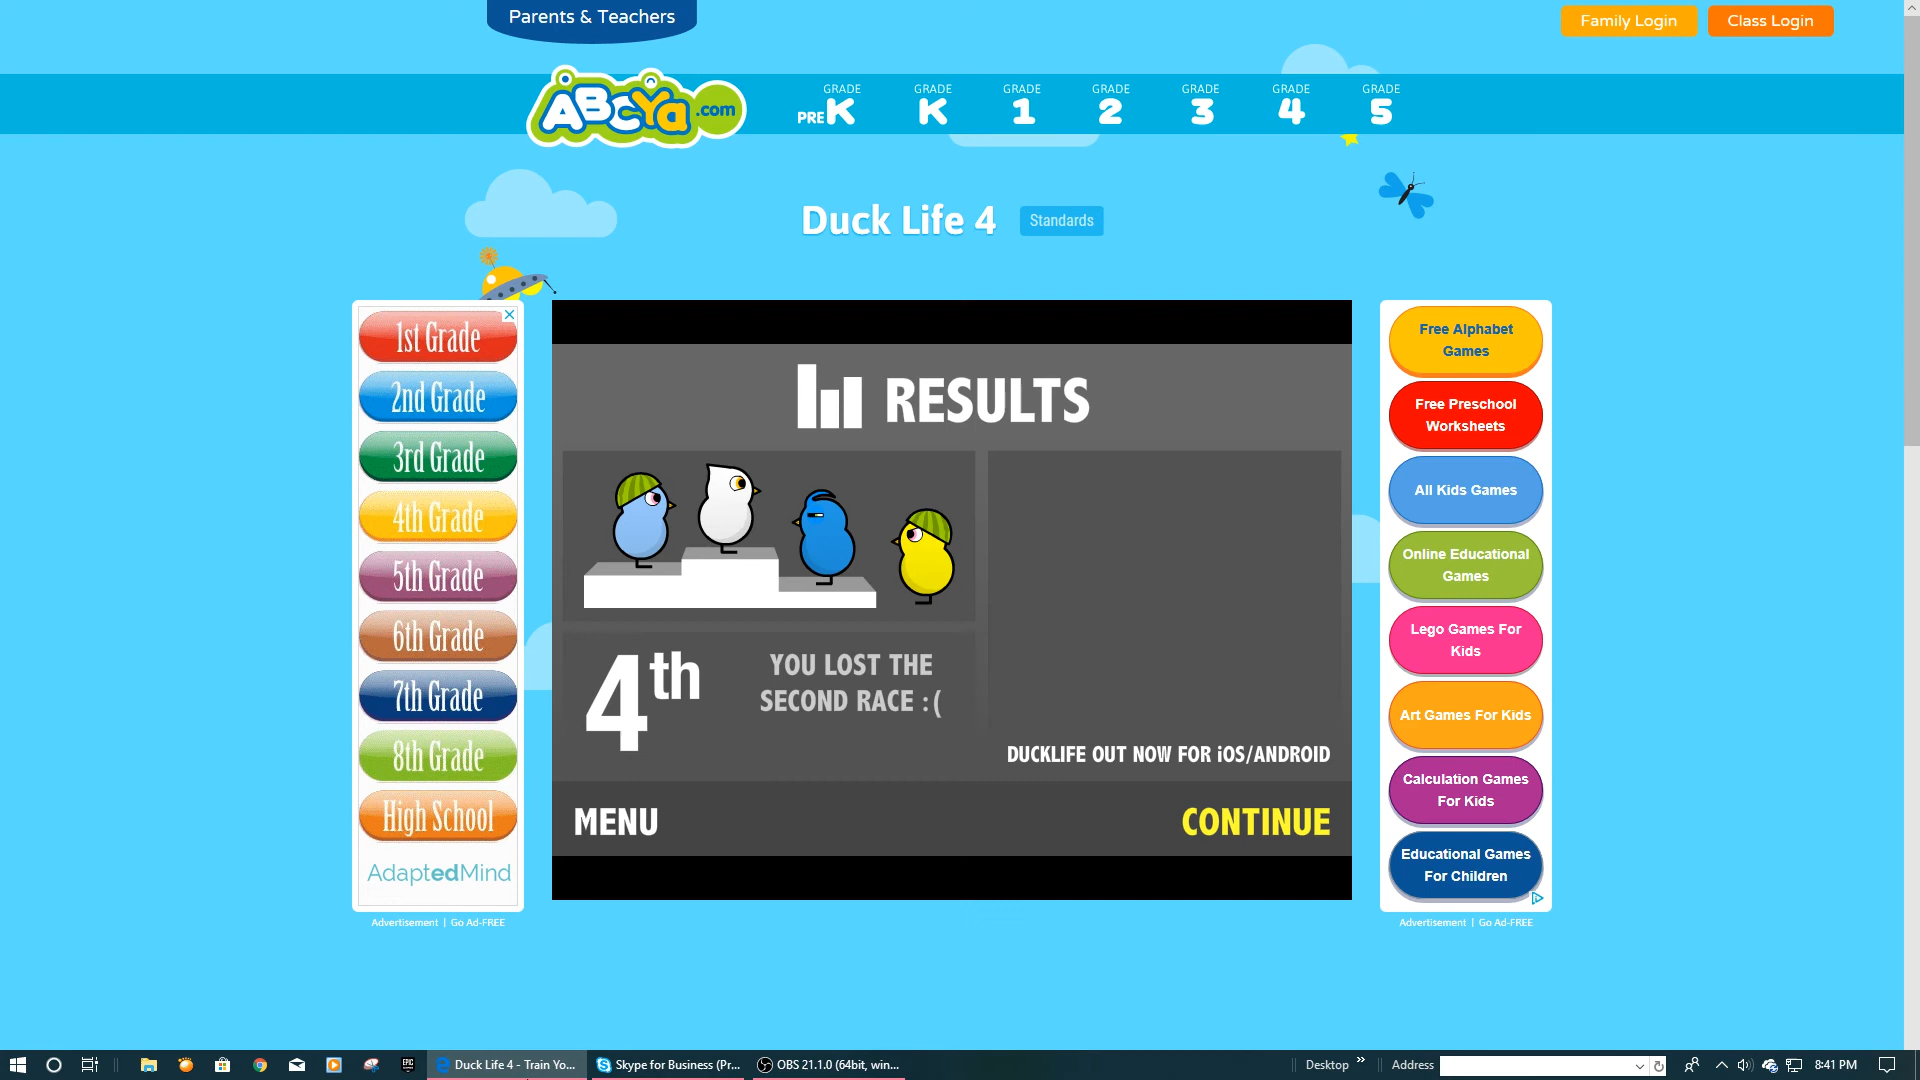 Parents & Teachers
Family Login
Class Login
ABCYa.com
GRADE
PRE K
GRADE
K
GRADE
1
GRADE
2
GRADE
3
GRADE
4
GRADE
5
Duck Life 4
Standards
1st Grade
2nd Grade
3rd Grade
4th Grade
5th Grade
6th Grade
7th Grade
8th Grade
High School
AdaptedMind
Advertisement | Go Ad-FREE
RESULTS
4th
YOU LOST THE
SECOND RACE :(
DUCKLIFE OUT NOW FOR iOS/ANDROID
MENU
CONTINUE
Free Alphabet
Games
Free Preschool
Worksheets
All Kids Games
Online Educational
Games
Lego Games For
Kids
Art Games For Kids
Calculation Games
For Kids
Educational Games
For Children
Advertisement | Go Ad-FREE
EPIC
Duck Life 4 - Train Yo...
Skype for Business (Pr...
OBS 21.1.0 (64bit, win...
Desktop
Address
8:41 PM